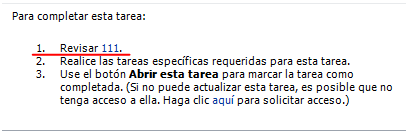 Para completar esta tarea:
1. Revisar 111.
2. Realice las tareas específicas requeridas para esta tarea.
3. Use el botón Abrir esta tarea para marcar la tarea como
completada. (Si no puede actualizar esta tarea, es posible que no
tenga acceso a ella. Haga clic aquí para solicitar acceso.)